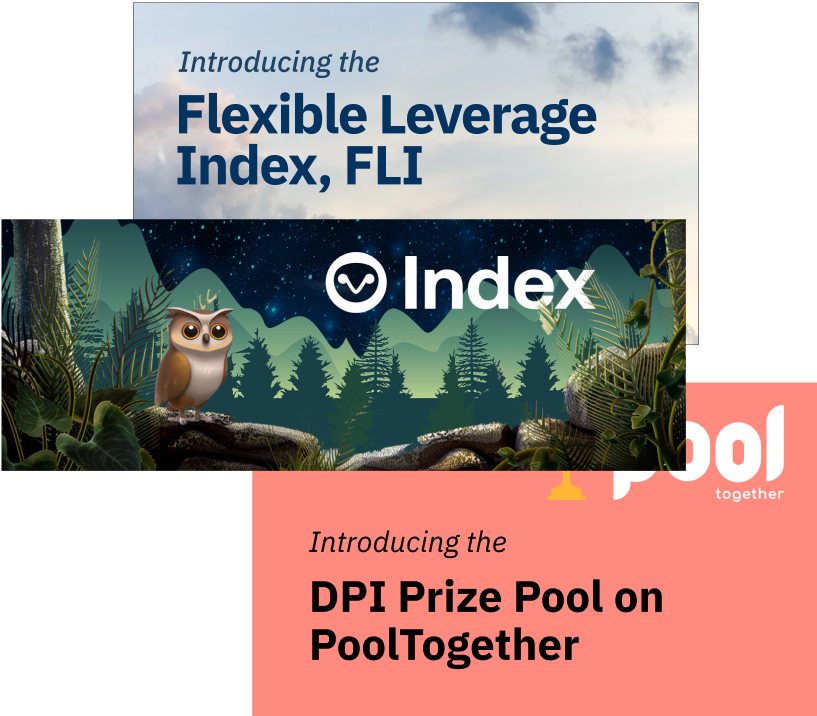 Introducing the
Flexible Leverage
Index, FLI
Index
pool
together
Introducing the
DPI Prize Pool on
PoolTogether